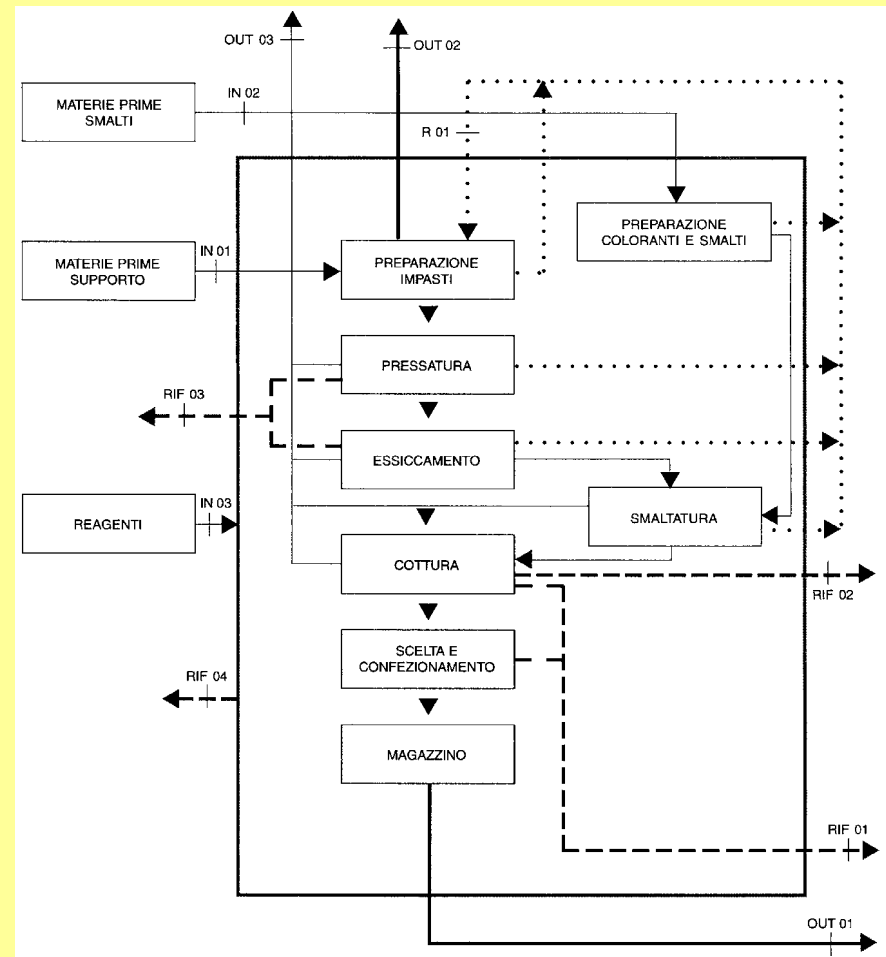 OUT 03
OUT 02
IN 02
MATERIE PRIME
SMALTI
R 01
PREPARAZIONE
COLORANTI E SMALTI
IN 01
MATERIE PRIME
SUPPORTO
PREPARAZIONE
IMPASTI
PRESSATURA
RIF 03
ESSICCAMENTO
IN 03
REAGENTI
SMALTATURA
COTTURA
RIF 02
SCELTA E
CONFEZIONAMENTO
RIF 04
MAGAZZINO
RIF 01
OUT 01